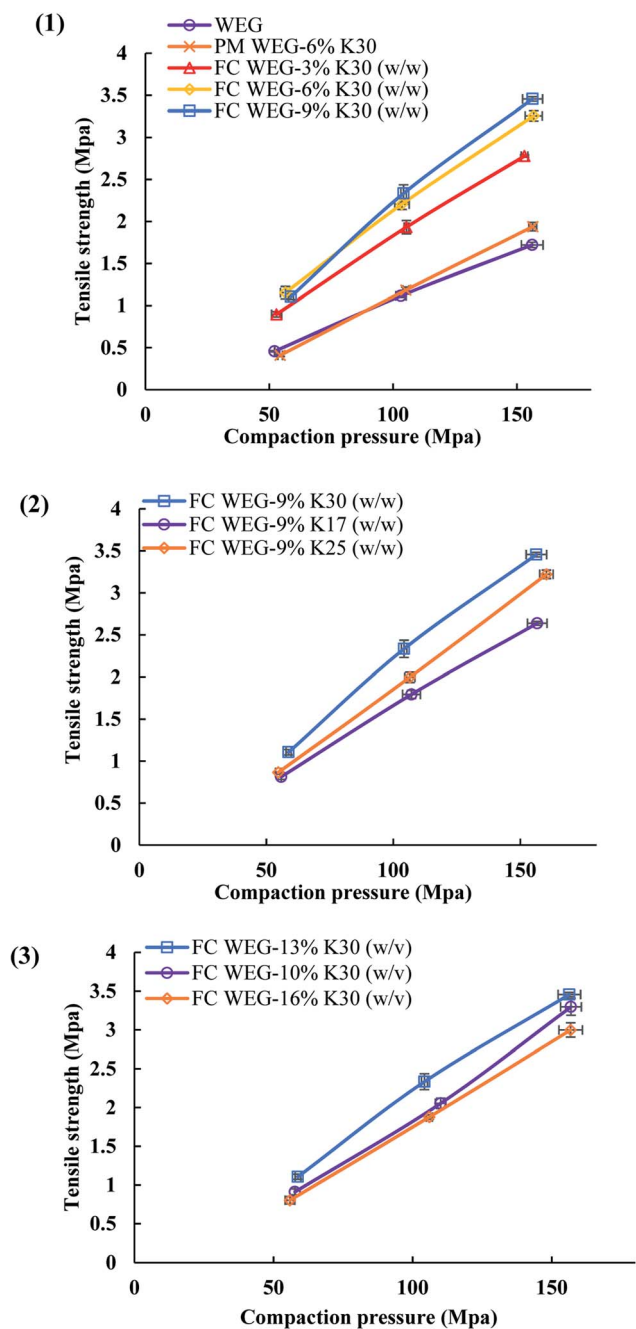 (1)
WEG
PM WEG-6% K30
FC WEG-3% K30 (w/w)
FC WEG-6% K30 (w/w)
FC WEG-9% K30 (w/w)
Tensile strength (Mpa)
4
3.5
3
2.5
2
1.5
1
0.5
0
0 50 100 150
Compaction pressure (Mpa)
(2)
FC WEG-9% K30 (w/w)
FC WEG-9% K17 (w/w)
FC WEG-9% K25 (w/w)
Tensile strength (Mpa)
4
3.5
3
2.5
2
1.5
1
0.5
0
0 50 100 150
Compaction pressure (Mpa)
(3)
FC WEG-13% K30 (w/v)
FC WEG-10% K30 (w/v)
FC WEG-16% K30 (w/v)
Tensile strength (Mpa)
4
3.5
3
2.5
2
1.5
1
0.5
0
0 50 100 150
Compaction pressure (Mpa)